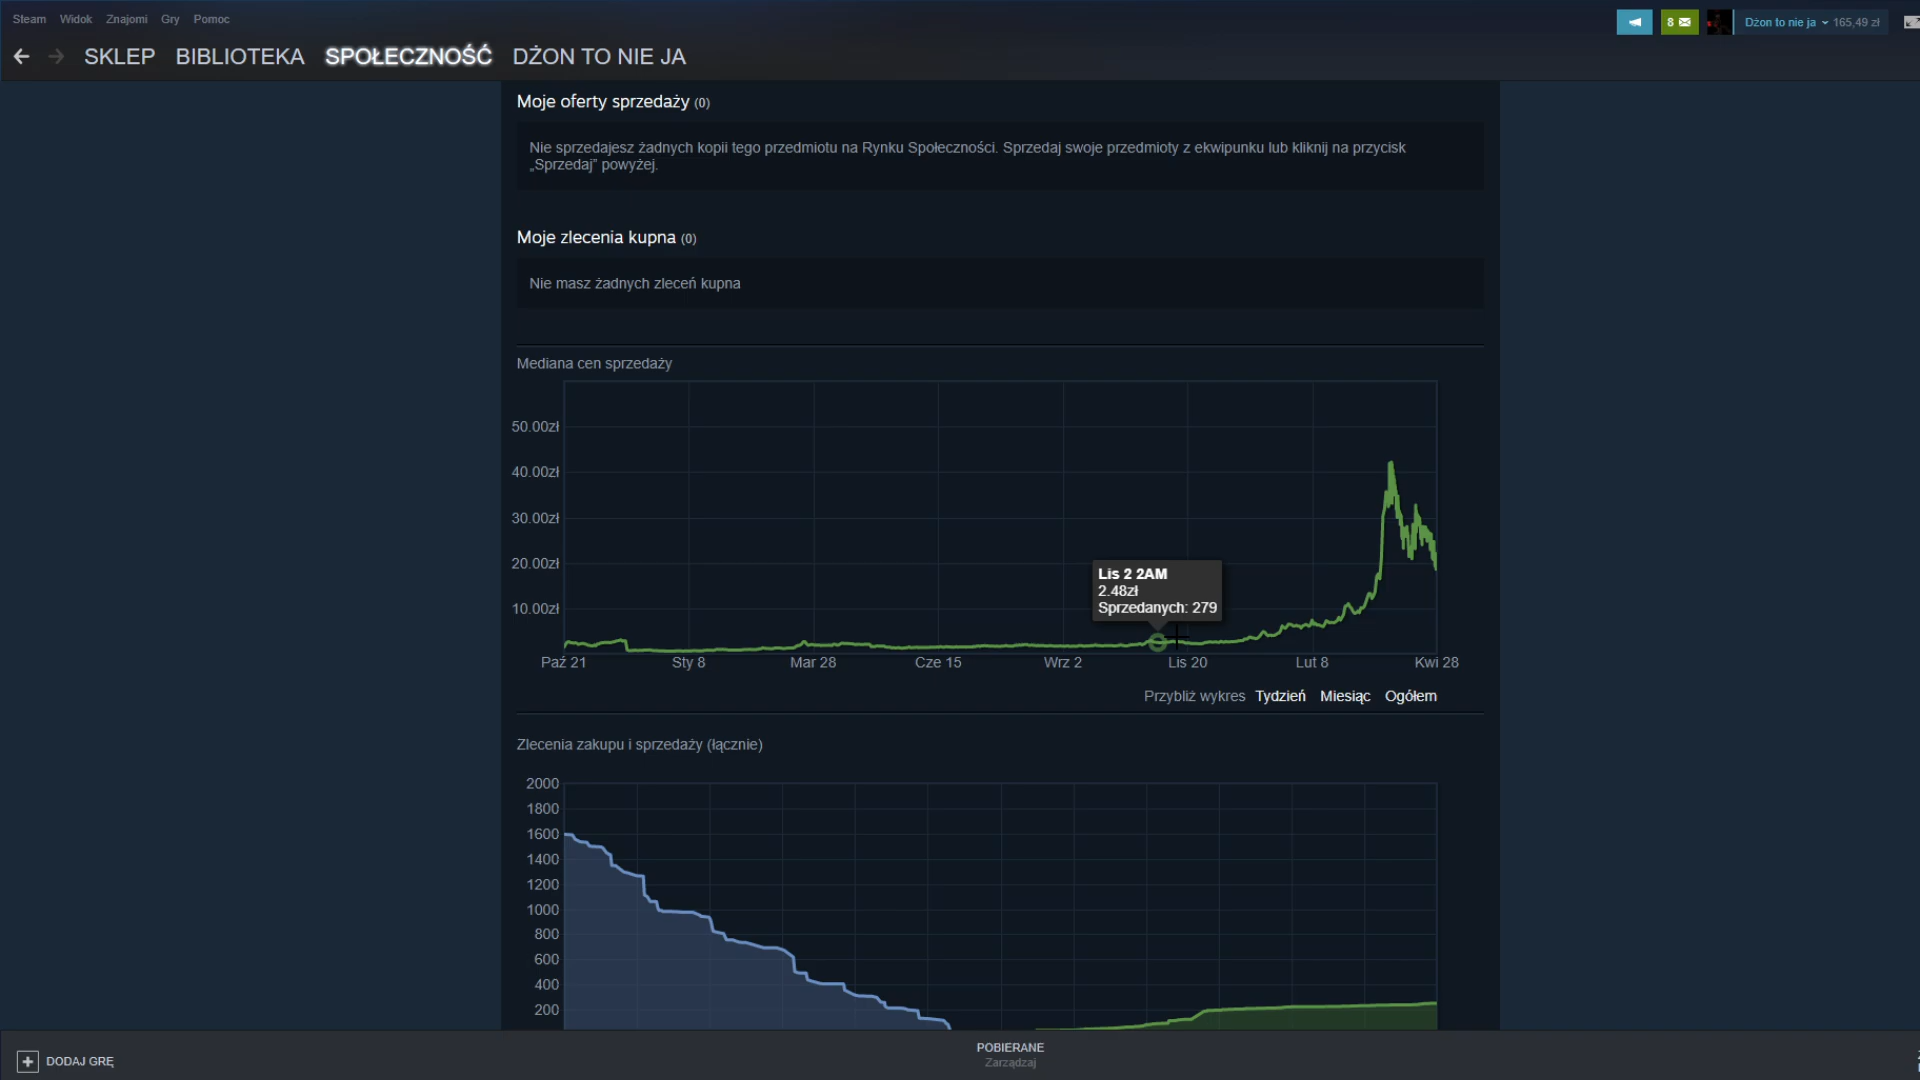 Steam Widok Znajomi Gry Pomoc
8 Dżon to nie ja 165,49 zł
SKLEP BIBLIOTEKA SPOŁECZNOŚĆ DŻON TO NIE JA
Moje oferty sprzedaży (0)
Nie sprzedajesz żadnych kopii tego przedmiotu na Rynku Społeczności. Sprzedaj swoje przedmioty z ekwipunku lub kliknij na przycisk
„Sprzedaj” powyżej.
Moje zlecenia kupna (0)
Nie masz żadnych zleceń kupna
Mediana cen sprzedaży
50.00zł
40.00zł
30.00zł
20.00zł
10.00zł
Lis 2 2AM
2.48zł
Sprzedanych: 279
Paź 21 Sty 8 Mar 28 Cze 15 Wrz 2 Lis 20 Lut 8 Kwi 28
Przybliż wykres Tydzień Miesiąc Ogółem
Zlecenia zakupu i sprzedaży (łącznie)
2000
1800
1600
1400
1200
1000
800
600
400
200
DODAJ GRĘ
POBIERANE
Zarządzaj